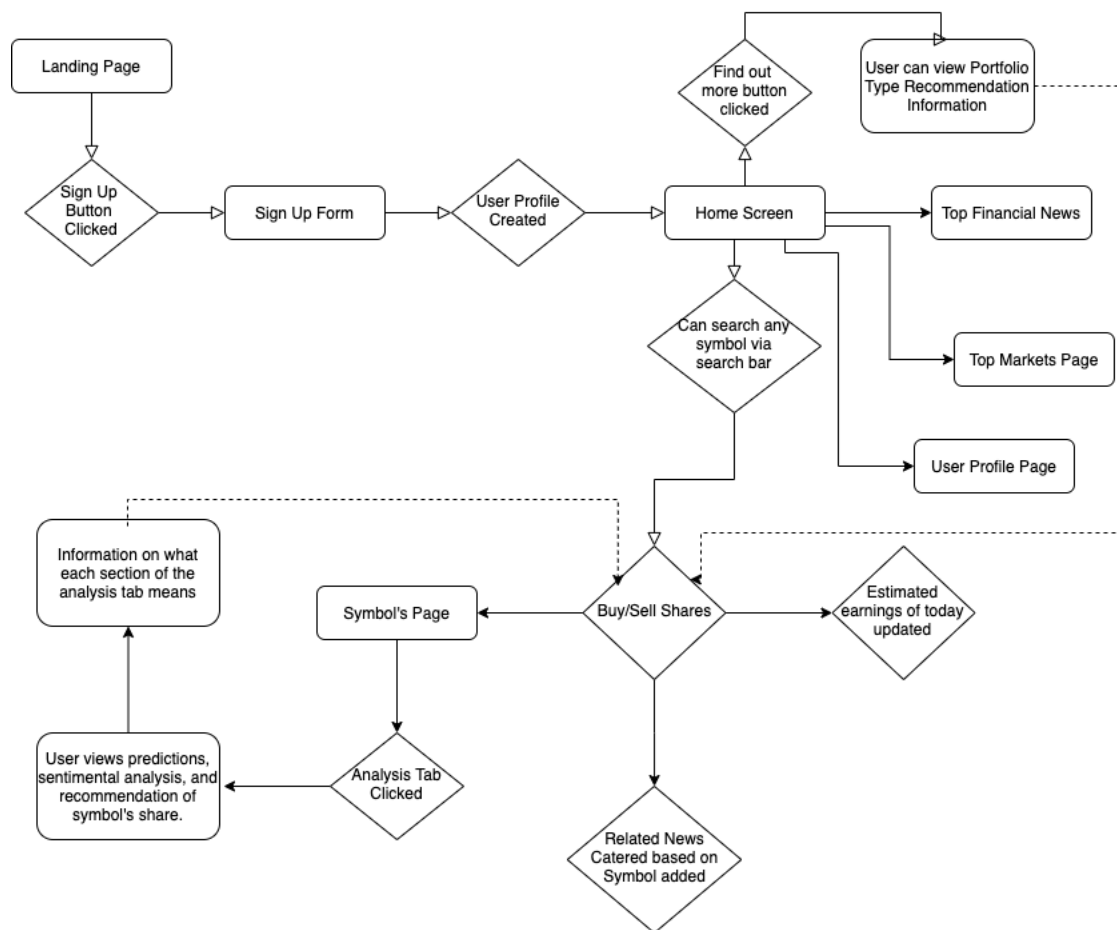 Landing Page
Find out
more button
clicked
User can view Portfolio
Type Recommendation
Information
Sign Up
Button
Clicked
Sign Up Form
User Profile
Created
Home Screen
Top Financial News
Can search any
symbol via
search bar
Top Markets Page
User Profile Page
Information on what
each section of the
analysis tab means
Symbol's Page
Buy/Sell Shares
Estimated
earnings of today
updated
User views predictions,
sentimental analysis, and
recommendation of
symbol's share.
Analysis Tab
Clicked
Related News
Catered based on
Symbol added